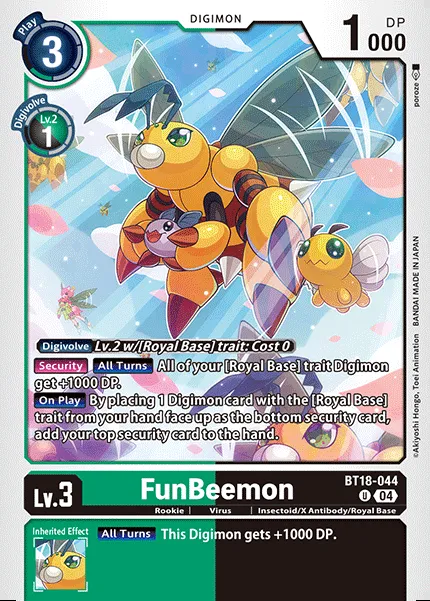 DIGIMON
Play
3
1000
DP
Digivolve
Lv.2
1
poroze
©Akiyoshi Hongo, Toei Animation BANDAI MADE IN JAPAN
Digivolve Lv.2 w/[Royal Base] trait: Cost 0
Security All Turns All of your [Royal Base] trait Digimon
get +1000 DP.
On Play By placing 1 Digimon card with the [Royal Base]
trait from your hand face up as the bottom security card,
add your top security card to the hand.
Lv.3
FunBeemon
BT18-044
U 04
Rookie | Virus | Insectoid/X Antibody/Royal Base
Inherited Effect
All Turns This Digimon gets +1000 DP.